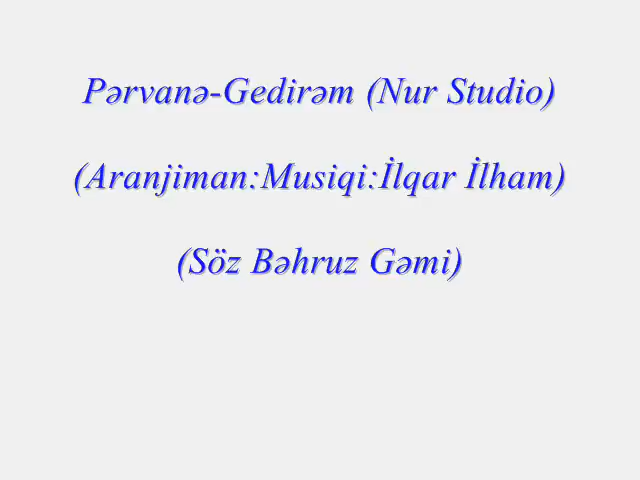 Pərvanə-Gedirəm (Nur Studio)
(Aranjiman:Musiqi:İlqar İlham)
(Söz Bəhruz Gəmi)